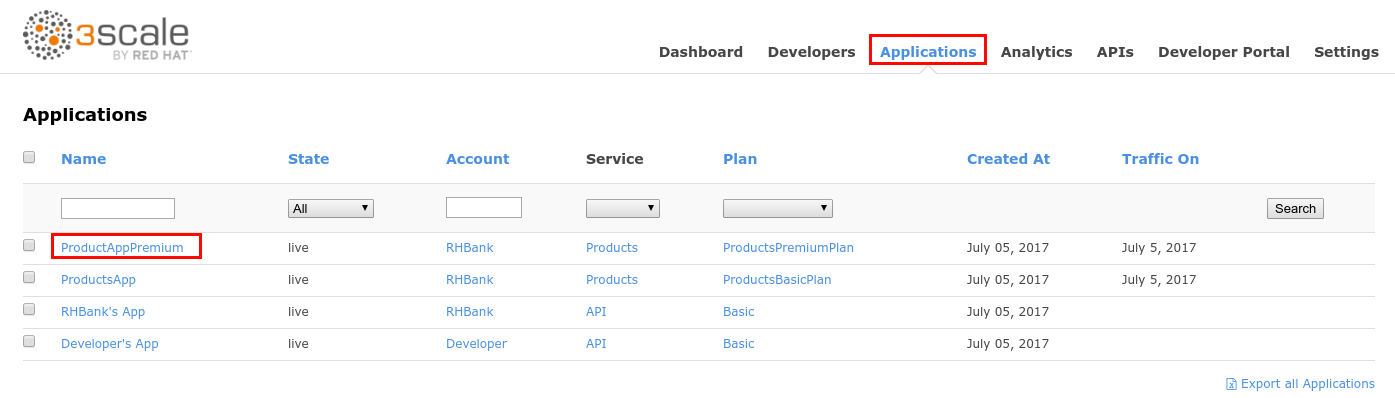 3scale
BY RED HAT
Dashboard Developers Applications Analytics APIs Developer Portal Settings
Applications
Name State Account Service Plan Created At Traffic On
All Search
ProductAppPremium live RHBank Products ProductsPremiumPlan July 05, 2017 July 5, 2017
ProductsApp live RHBank Products ProductsBasicPlan July 05, 2017 July 5, 2017
RHBank's App live RHBank API Basic July 05, 2017
Developer's App live Developer API Basic July 05, 2017
Export all Applications